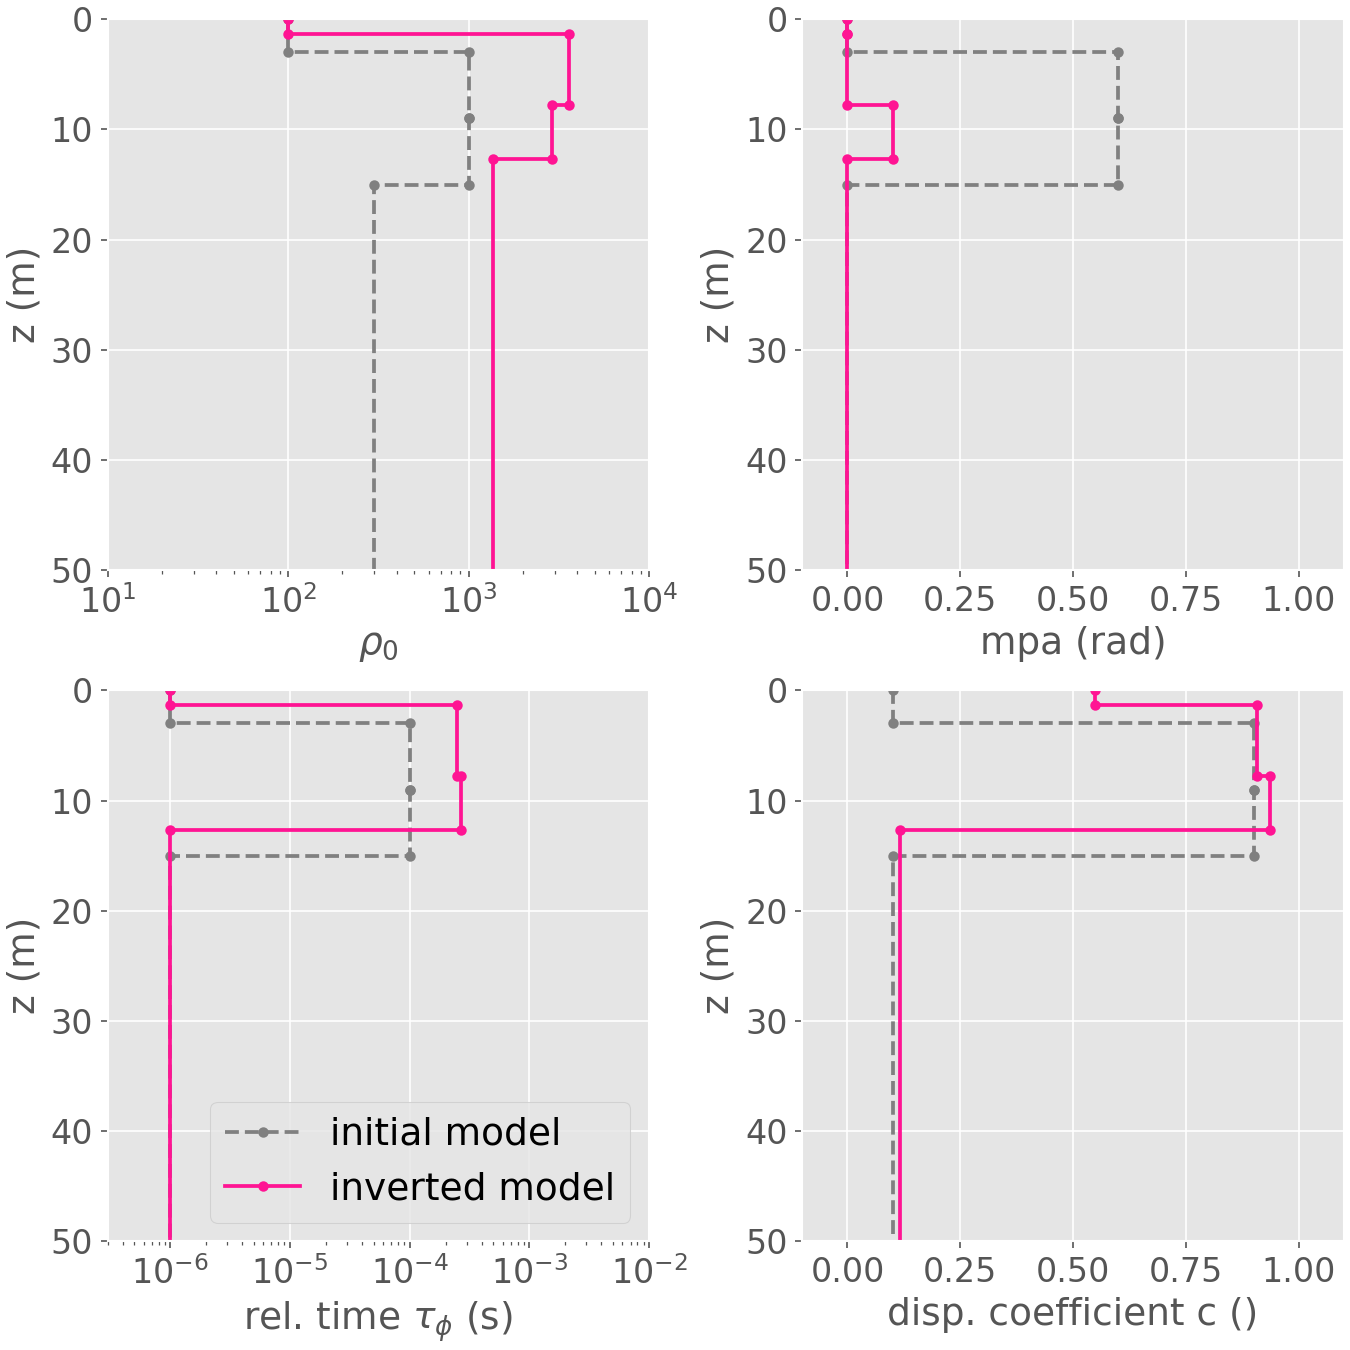 0
10
20
30
40
50
z (m)
10¹ 10² 10³ 10⁴
ρ₀
0
10
20
30
40
50
z (m)
0.00 0.25 0.50 0.75 1.00
mpa (rad)
0
10
20
30
40
50
z (m)
initial model
inverted model
10⁻⁶ 10⁻⁵ 10⁻⁴ 10⁻³ 10⁻²
rel. time τ_ϕ (s)
0
10
20
30
40
50
z (m)
0.00 0.25 0.50 0.75 1.00
disp. coefficient c ()